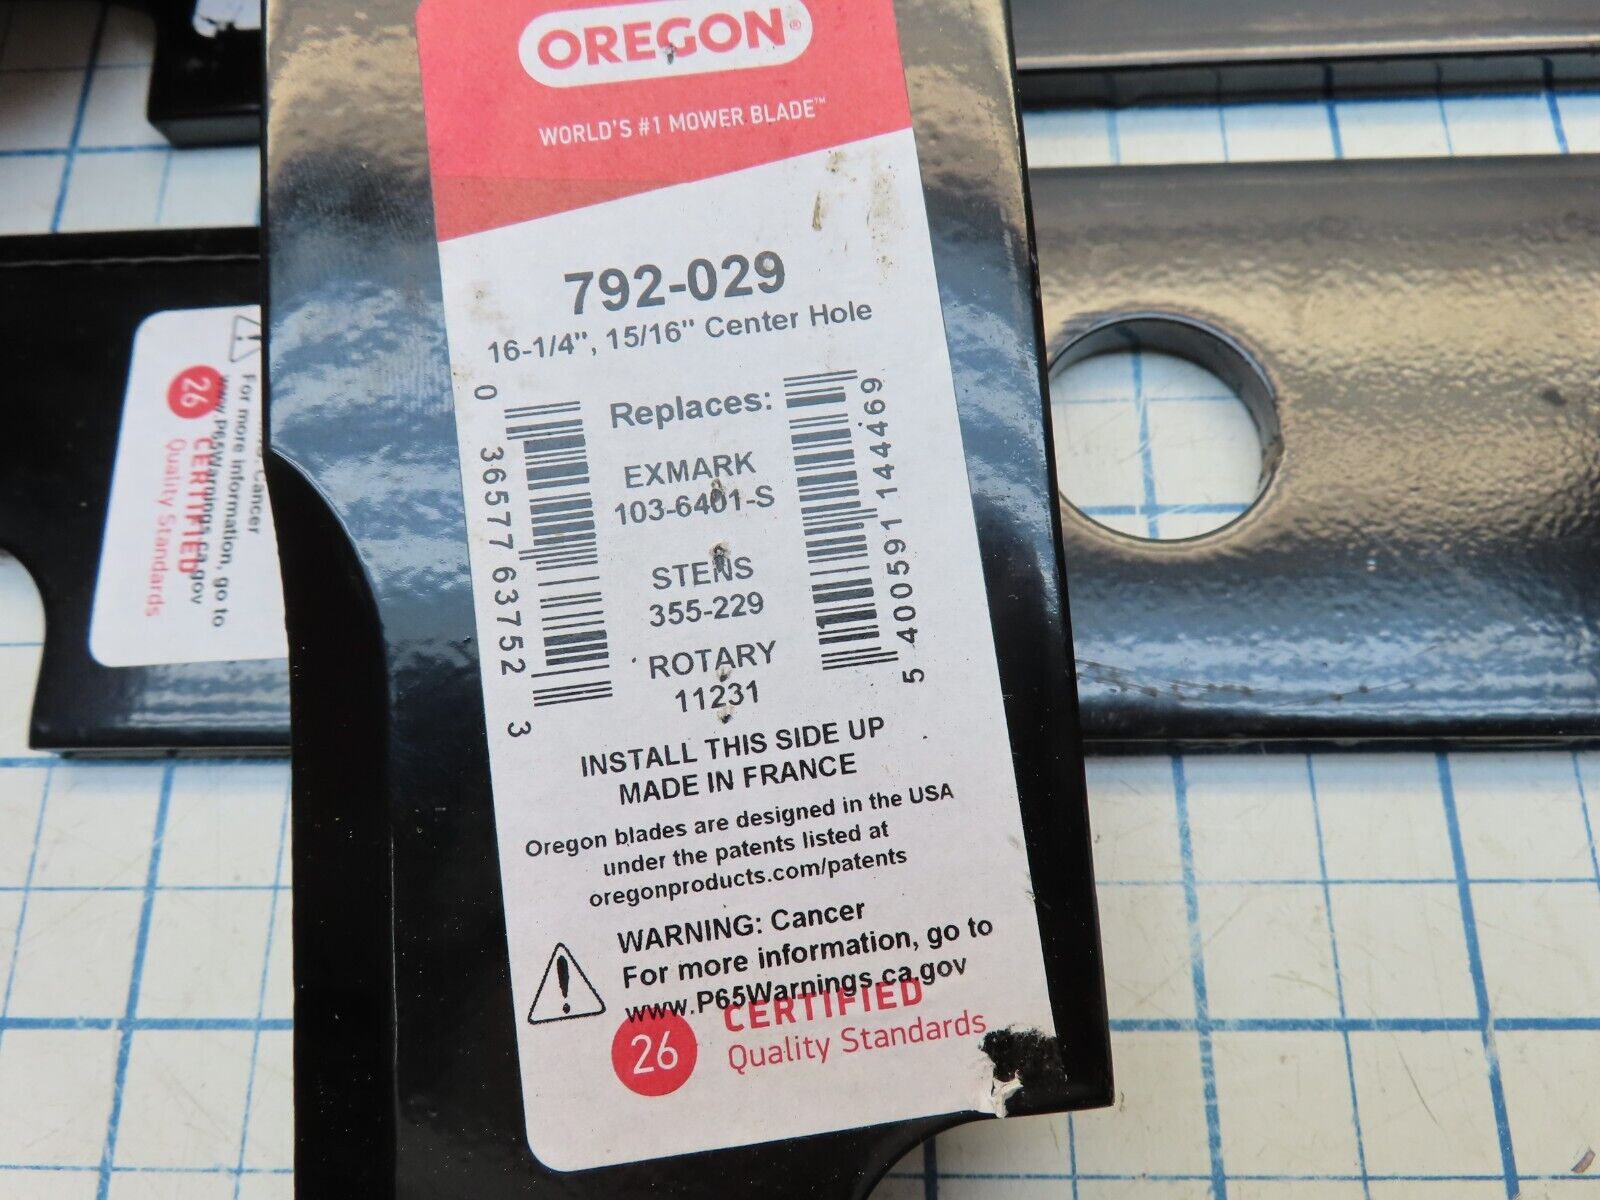 OREGON®
WORLD'S #1 MOWER BLADE™
792-029
16-1/4", 15/16" Center Hole
Replaces:
EXMARK
103-6401-S
STENS
355-229
ROTARY
11231
0 36577 63752 3
5 400591 144469
INSTALL THIS SIDE UP
MADE IN FRANCE
Oregon blades are designed in the USA
under the patents listed at
oregonproducts.com/patents
WARNING: Cancer
For more information, go to
www.P65Warnings.ca.gov
26 CERTIFIED
Quality Standards
Cancer
For more information, go to
www.P65Warnings.ca.gov
26 CERTIFIED
Quality Standards